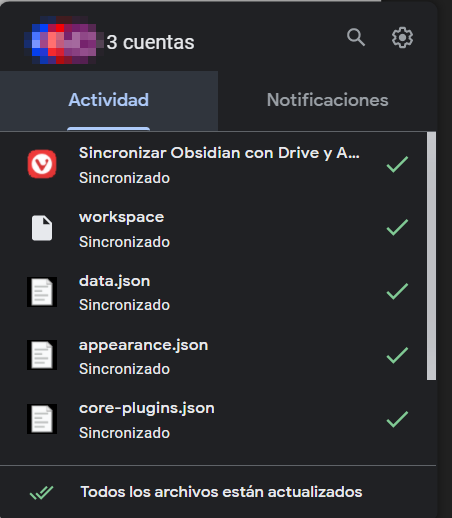 3 cuentas
Actividad
Notificaciones
Sincronizar Obsidian con Drive y A...
Sincronizado
workspace
Sincronizado
data.json
Sincronizado
appearance.json
Sincronizado
core-plugins.json
Sincronizado
Todos los archivos están actualizados